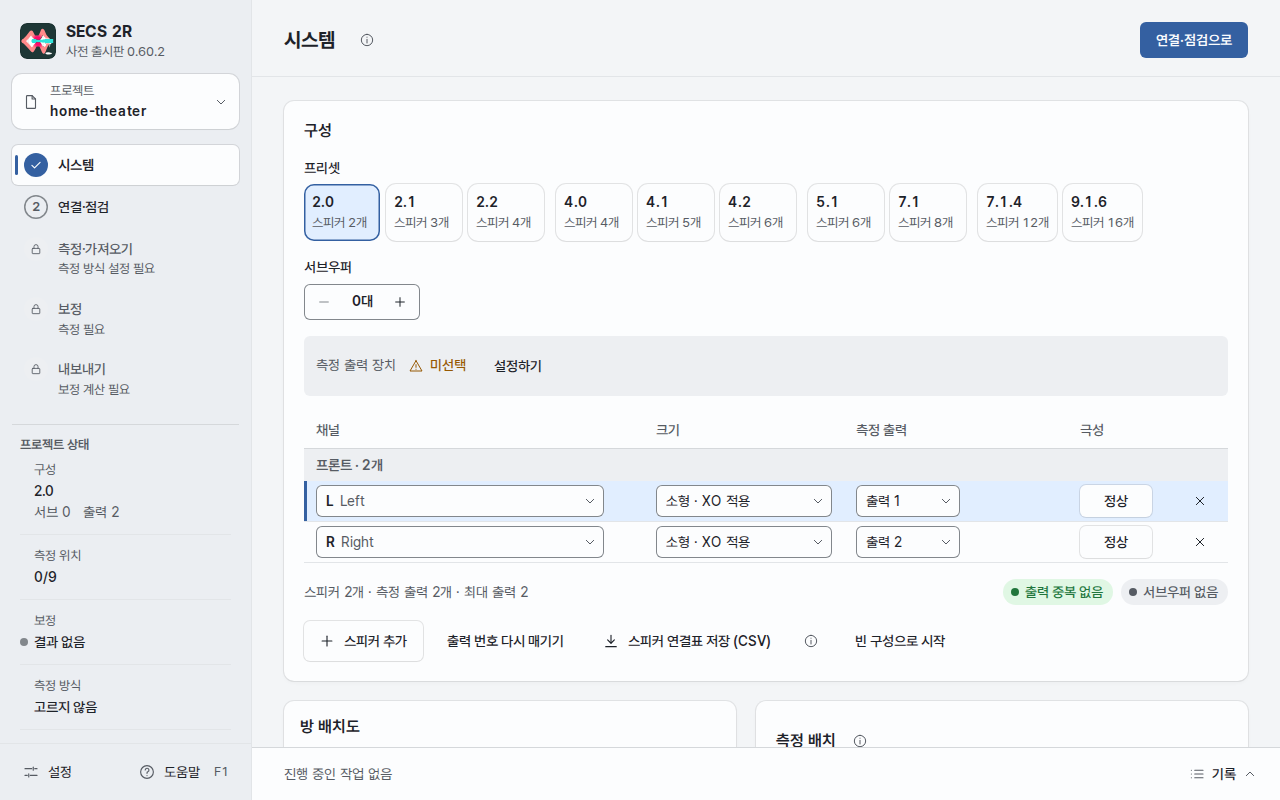 SECS 2R
사전 출시판 0.60.2
프로젝트
home-theater
시스템
2 연결·점검
측정·가져오기
측정 방식 설정 필요
보정
측정 필요
내보내기
보정 계산 필요
프로젝트 상태
구성
2.0
서브 0 출력 2
측정 위치
0/9
보정
결과 없음
측정 방식
고르지 않음
설정 도움말 F1
시스템
연결·점검으로
구성
프리셋
2.0 2.1 2.2 4.0 4.1 4.2 5.1 7.1 7.1.4 9.1.6
스피커 2개 스피커 3개 스피커 4개 스피커 4개 스피커 5개 스피커 6개 스피커 6개 스피커 8개 스피커 12개 스피커 16개
서브우퍼
0대
측정 출력 장치 미선택 설정하기
채널 크기 측정 출력 극성
프론트 · 2개
L Left 소형 · XO 적용 출력 1 정상
R Right 소형 · XO 적용 출력 2 정상
스피커 2개 · 측정 출력 2개 · 최대 출력 2 출력 중복 없음 서브우퍼 없음
스피커 추가 출력 번호 다시 매기기 스피커 연결표 저장 (CSV) 빈 구성으로 시작
방 배치도
측정 배치
진행 중인 작업 없음 기록